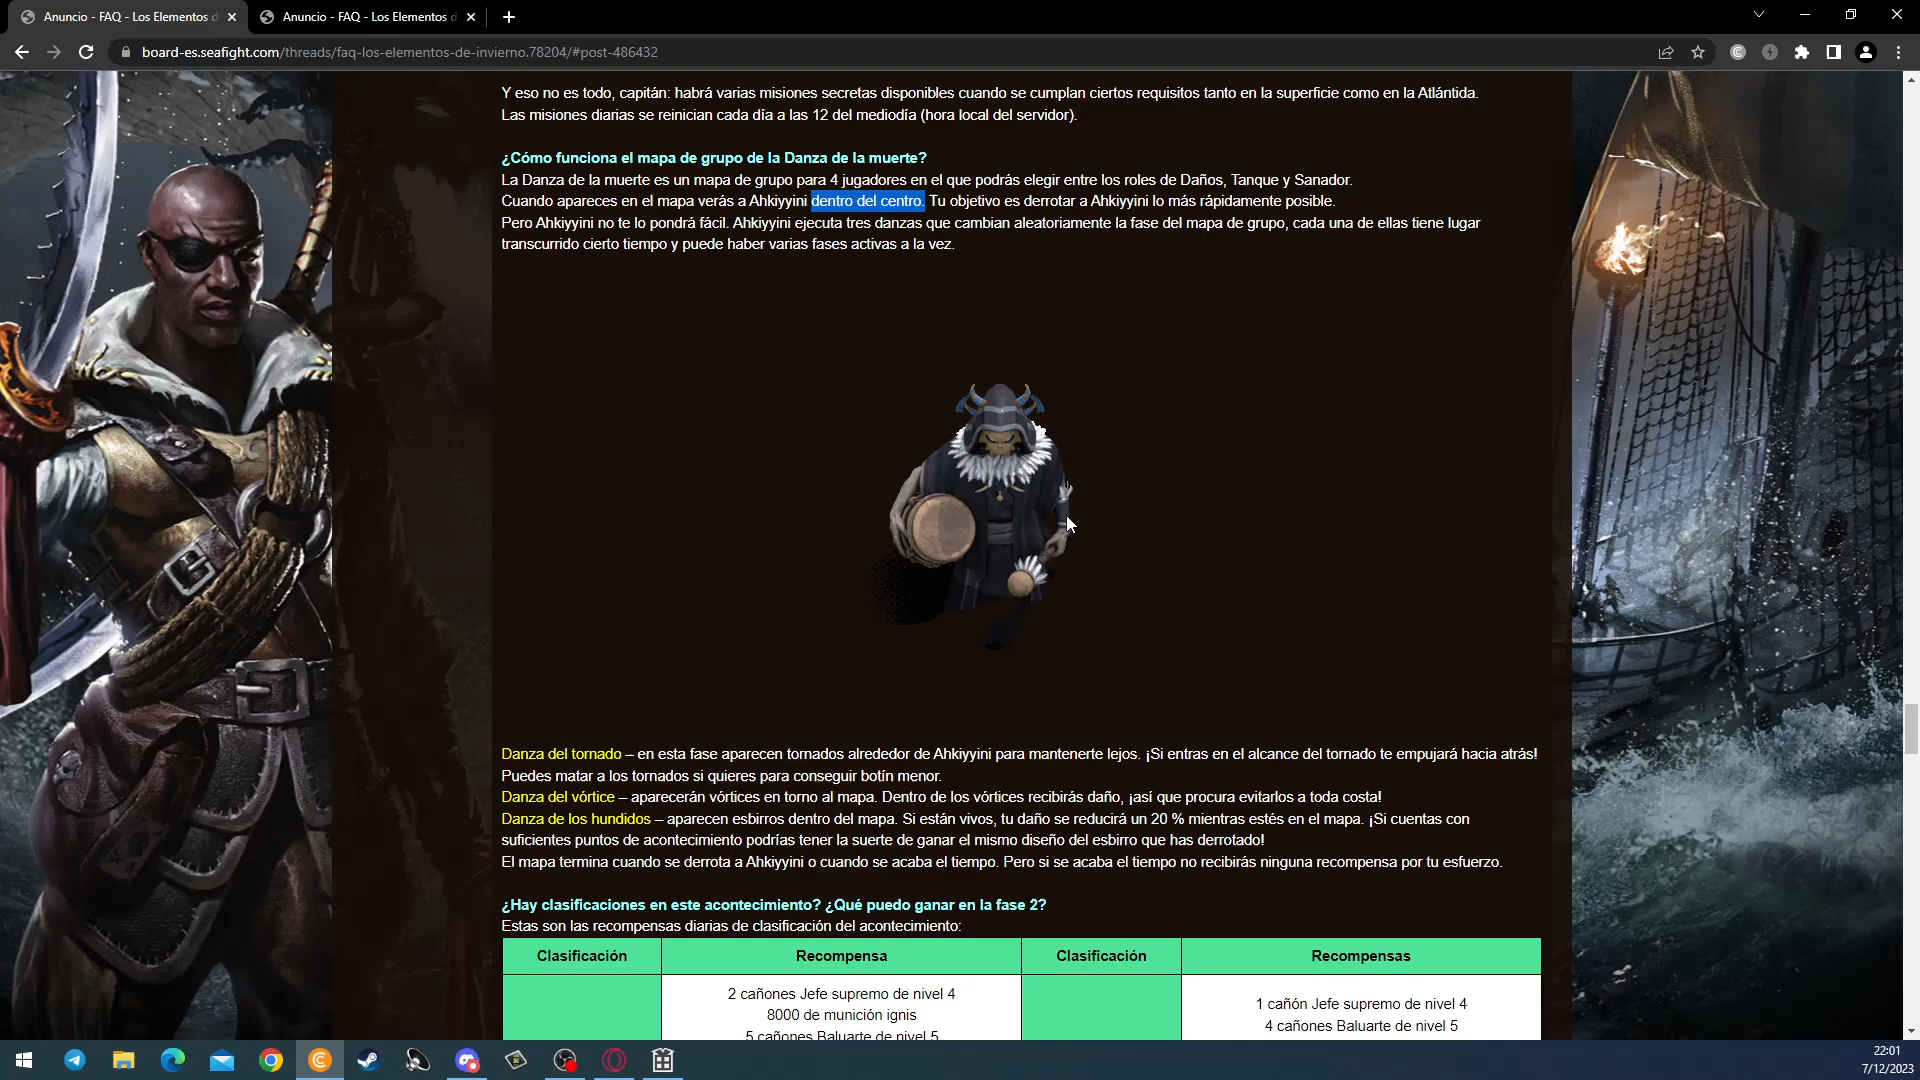 Anuncio - FAQ - Los Elementos d
Anuncio - FAQ - Los Elementos d
board-es.seafight.com/threads/faq-los-elementos-de-invierno.78204/#post-486432
Y eso no es todo, capitán: habrá varias misiones secretas disponibles cuando se cumplan ciertos requisitos tanto en la superficie como en la Atlántida.
Las misiones diarias se reinician cada día a las 12 del mediodía (hora local del servidor).
¿Cómo funciona el mapa de grupo de la Danza de la muerte?
La Danza de la muerte es un mapa de grupo para 4 jugadores en el que podrás elegir entre los roles de Daños, Tanque y Sanador.
Cuando apareces en el mapa verás a Ahkiyyini dentro del centro. Tu objetivo es derrotar a Ahkiyyini lo más rápidamente posible.
Pero Ahkiyyini no te lo pondrá fácil. Ahkiyyini ejecuta tres danzas que cambian aleatoriamente la fase del mapa de grupo, cada una de ellas tiene lugar
transcurrido cierto tiempo y puede haber varias fases activas a la vez.
Danza del tornado – en esta fase aparecen tornados alrededor de Ahkiyyini para mantenerte lejos. ¡Si entras en el alcance del tornado te empujará hacia atrás!
Puedes matar a los tornados si quieres para conseguir botín menor.
Danza del vórtice – aparecerán vórtices en torno al mapa. Dentro de los vórtices recibirás daño, ¡así que procura evitarlos a toda costa!
Danza de los hundidos – aparecen esbirros dentro del mapa. Si están vivos, tu daño se reducirá un 20 % mientras estés en el mapa. ¡Si cuentas con
suficientes puntos de acontecimiento podrías tener la suerte de ganar el mismo diseño del esbirro que has derrotado!
El mapa termina cuando se derrota a Ahkiyyini o cuando se acaba el tiempo. Pero si se acaba el tiempo no recibirás ninguna recompensa por tu esfuerzo.
¿Hay clasificaciones en este acontecimiento? ¿Qué puedo ganar en la fase 2?
Estas son las recompensas diarias de clasificación del acontecimiento:
Clasificación Recompensa Clasificación Recompensas
2 cañones Jefe supremo de nivel 4
8000 de munición ignis
5 cañones Baluarte de nivel 5
1 cañón Jefe supremo de nivel 4
4 cañones Baluarte de nivel 5
22:01
7/12/2023